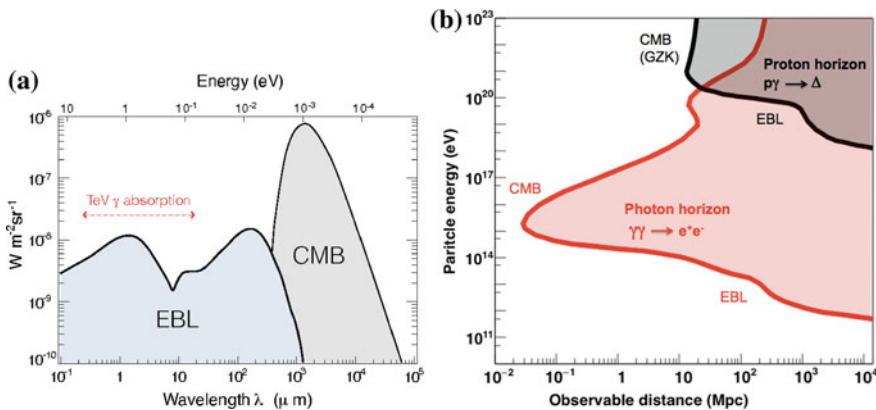 (a)
Energy (eV)
10 1 10⁻¹ 10⁻² 10⁻³ 10⁻⁴
10⁻⁶
10⁻⁷
10⁻⁸
10⁻⁹
10⁻¹⁰
W m⁻²sr⁻¹
TeV γ absorption
CMB
EBL
10⁻¹ 1 10 10² 10³ 10⁴ 10⁵
Wavelength λ (μ m)
(b)
10²³
10²⁰
10¹⁷
10¹⁴
10¹¹
Paritcle energy (eV)
CMB
(GZK)
Proton horizon
pγ → Δ
EBL
CMB
Photon horizon
γγ → e⁺e⁻
EBL
10⁻² 10⁻¹ 1 10 10² 10³ 10⁴
Observable distance (Mpc)